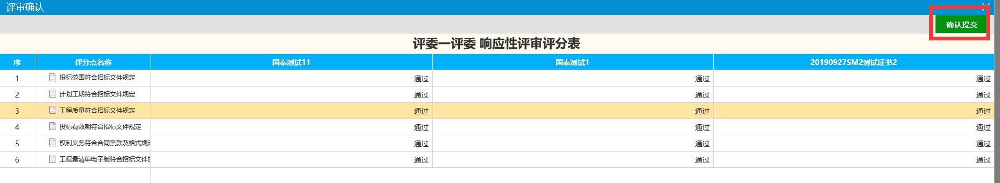 评审确认
确认提交
评委一评委 响应性评审评分表
序 评分点名称 国泰测试11 国泰测试1 20190927SM2测试证书2
1 投标范围符合招标文件规定 通过 通过 通过
2 计划工期符合招标文件规定 通过 通过 通过
3 工程质量符合招标文件规定 通过 通过 通过
4 投标有效期符合招标文件规定 通过 通过 通过
5 权利义务符合合同条款及格式规定 通过 通过 通过
6 工程量清单电子版符合招标文件的 通过 通过 通过